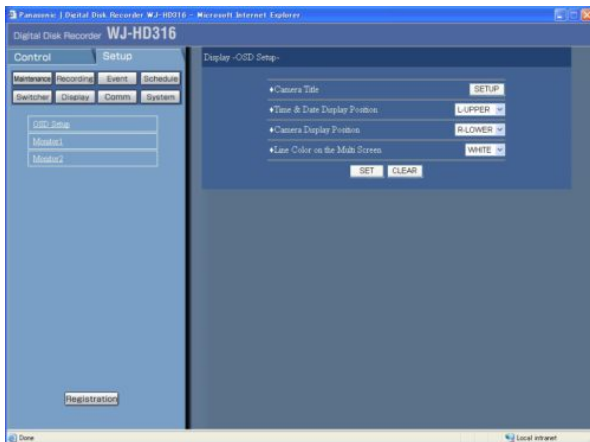 Panasonic | Digital Disk Recorder WJ-HD316 - Microsoft Internet Explorer
Digital Disk Recorder WJ-HD316
Control
Setup
Maintenance Recording Event Schedule
Switcher Display Comm System
OSD Setup
Monitor1
Monitor2
Registration
Display -OSD Setup-
♦Camera Title SETUP
♦Time & Date Display Position L-UPPER
♦Camera Display Position R-LOWER
♦Line Color on the Multi Screen WHITE
SET CLEAR
Done
Local intranet